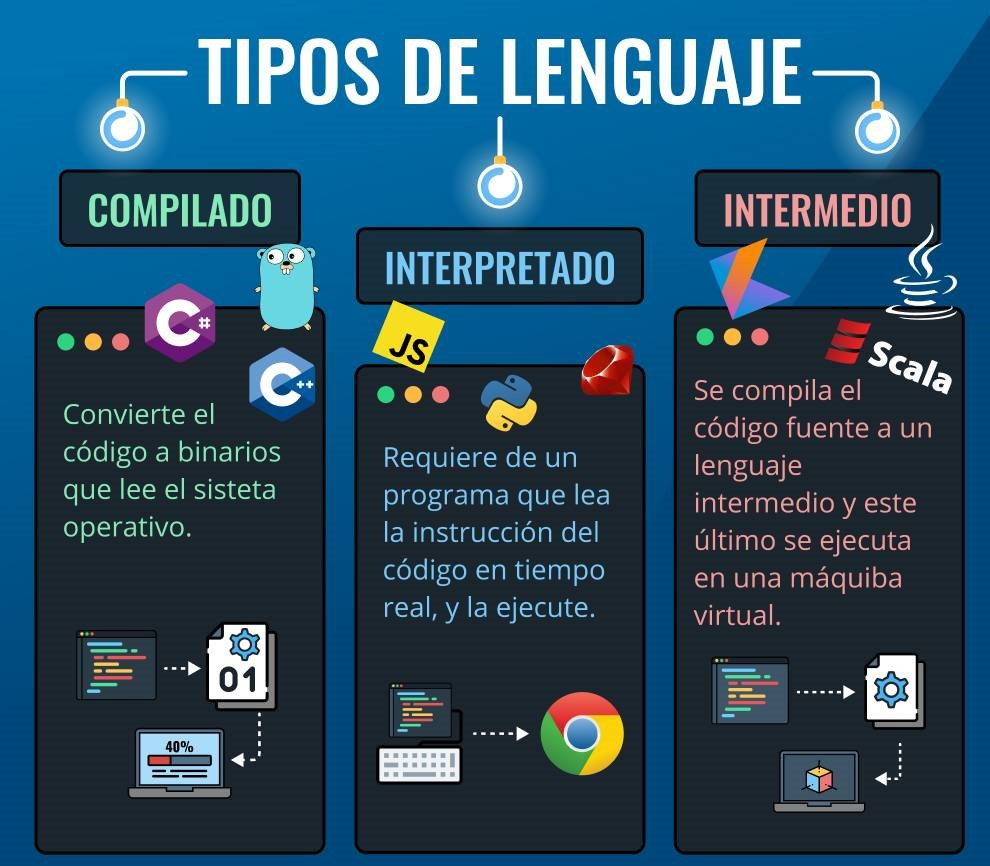 TIPOS DE LENGUAJE
COMPILADO
C#
C++
Convierte el
código a binarios
que lee el sisteta
operativo.
01
40%
INTERPRETADO
JS
Requiere de un
programa que lea
la instrucción del
código en tiempo
real, y la ejecute.
INTERMEDIO
Scala
Se compila el
código fuente a un
lenguaje
intermedio y este
último se ejecuta
en una máquiba
virtual.